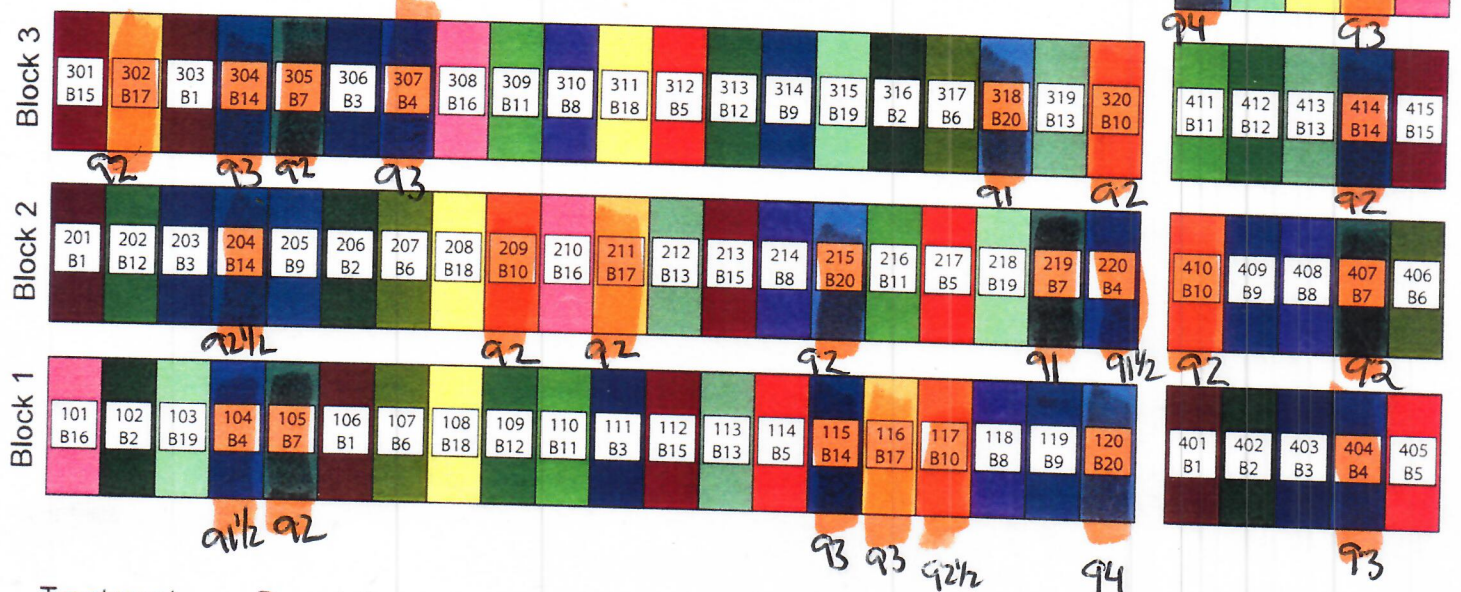 94 93
Block 3
301 302 303 304 305 306 307 308 309 310 311 312 313 314 315 316 317 318 319 320
B15 B17 B1 B14 B7 B3 B4 B16 B11 B8 B18 B5 B12 B9 B19 B2 B6 B20 B13 B10
411 412 413 414 415
B11 B12 B13 B14 B15
92 93 92 93 91 92 92
Block 2
201 202 203 204 205 206 207 208 209 210 211 212 213 214 215 216 217 218 219 220
B1 B12 B3 B14 B9 B2 B6 B18 B10 B16 B17 B13 B15 B8 B20 B11 B5 B19 B7 B4
410 409 408 407 406
B10 B9 B8 B7 B6
92½ 92 92 92 91 91½ 92 92
Block 1
101 102 103 104 105 106 107 108 109 110 111 112 113 114 115 116 117 118 119 120
B16 B2 B19 B4 B7 B1 B6 B18 B12 B11 B3 B15 B13 B5 B14 B17 B10 B8 B9 B20
401 402 403 404 405
B1 B2 B3 B4 B5
91½ 92 93 93 92½ 94 93